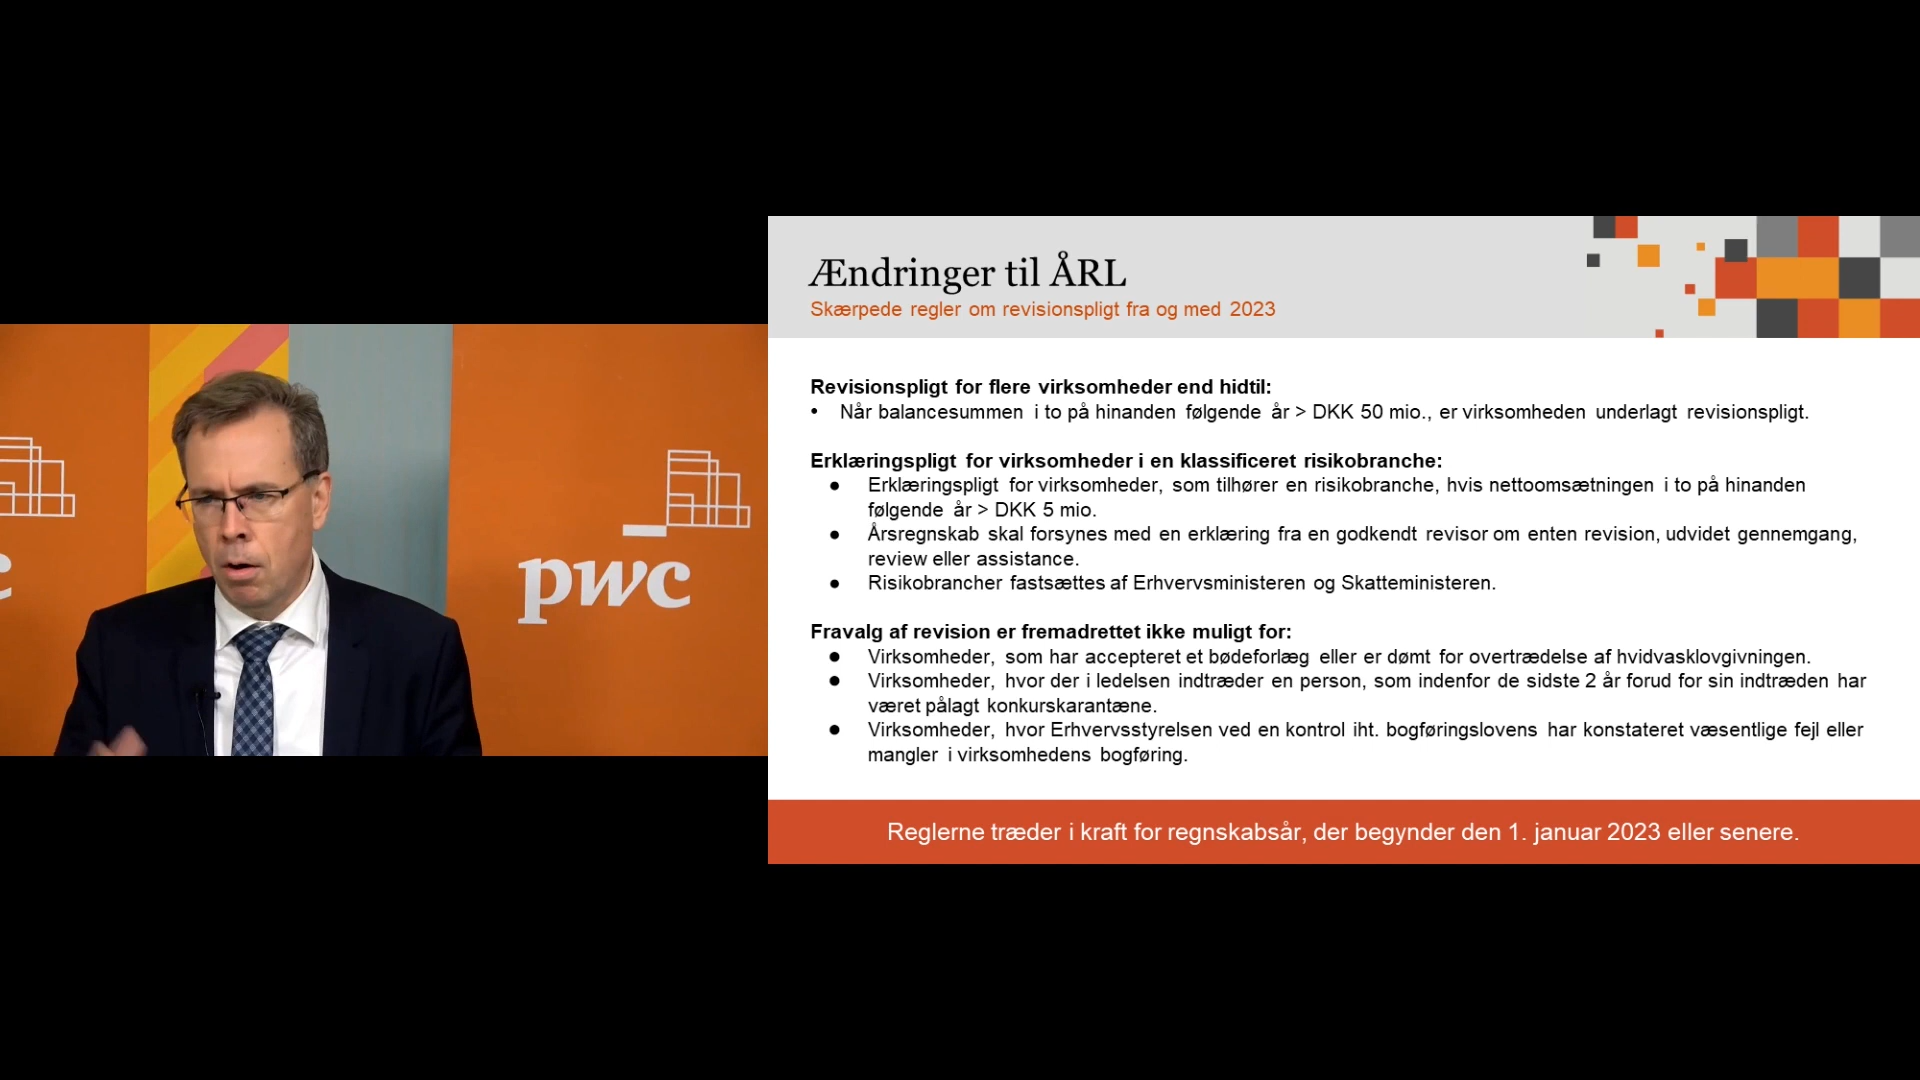 pwc
Ændringer til ÅRL
Skærpede regler om revisionspligt fra og med 2023
Revisionspligt for flere virksomheder end hidtil:
• Når balancesummen i to på hinanden følgende år > DKK 50 mio., er virksomheden underlagt revisionspligt.
Erklæringspligt for virksomheder i en klassificeret risikobranche:
● Erklæringspligt for virksomheder, som tilhører en risikobranche, hvis nettoomsætningen i to på hinanden
følgende år > DKK 5 mio.
● Årsregnskab skal forsynes med en erklæring fra en godkendt revisor om enten revision, udvidet gennemgang,
review eller assistance.
● Risikobrancher fastsættes af Erhvervsministeren og Skatteministeren.
Fravalg af revision er fremadrettet ikke muligt for:
● Virksomheder, som har accepteret et bødeforlæg eller er dømt for overtrædelse af hvidvasklovgivningen.
● Virksomheder, hvor der i ledelsen indtræder en person, som indenfor de sidste 2 år forud for sin indtræden har
været pålagt konkurskarantæne.
● Virksomheder, hvor Erhvervsstyrelsen ved en kontrol iht. bogføringslovens har konstateret væsentlige fejl eller
mangler i virksomhedens bogføring.
Reglerne træder i kraft for regnskabsår, der begynder den 1. januar 2023 eller senere.